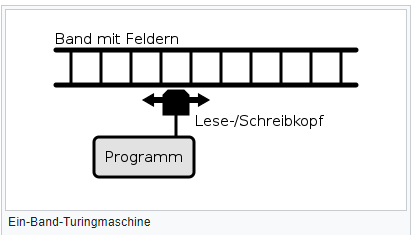 Band mit Feldern
Lese-/Schreibkopf
Programm
Ein-Band-Turingmaschine